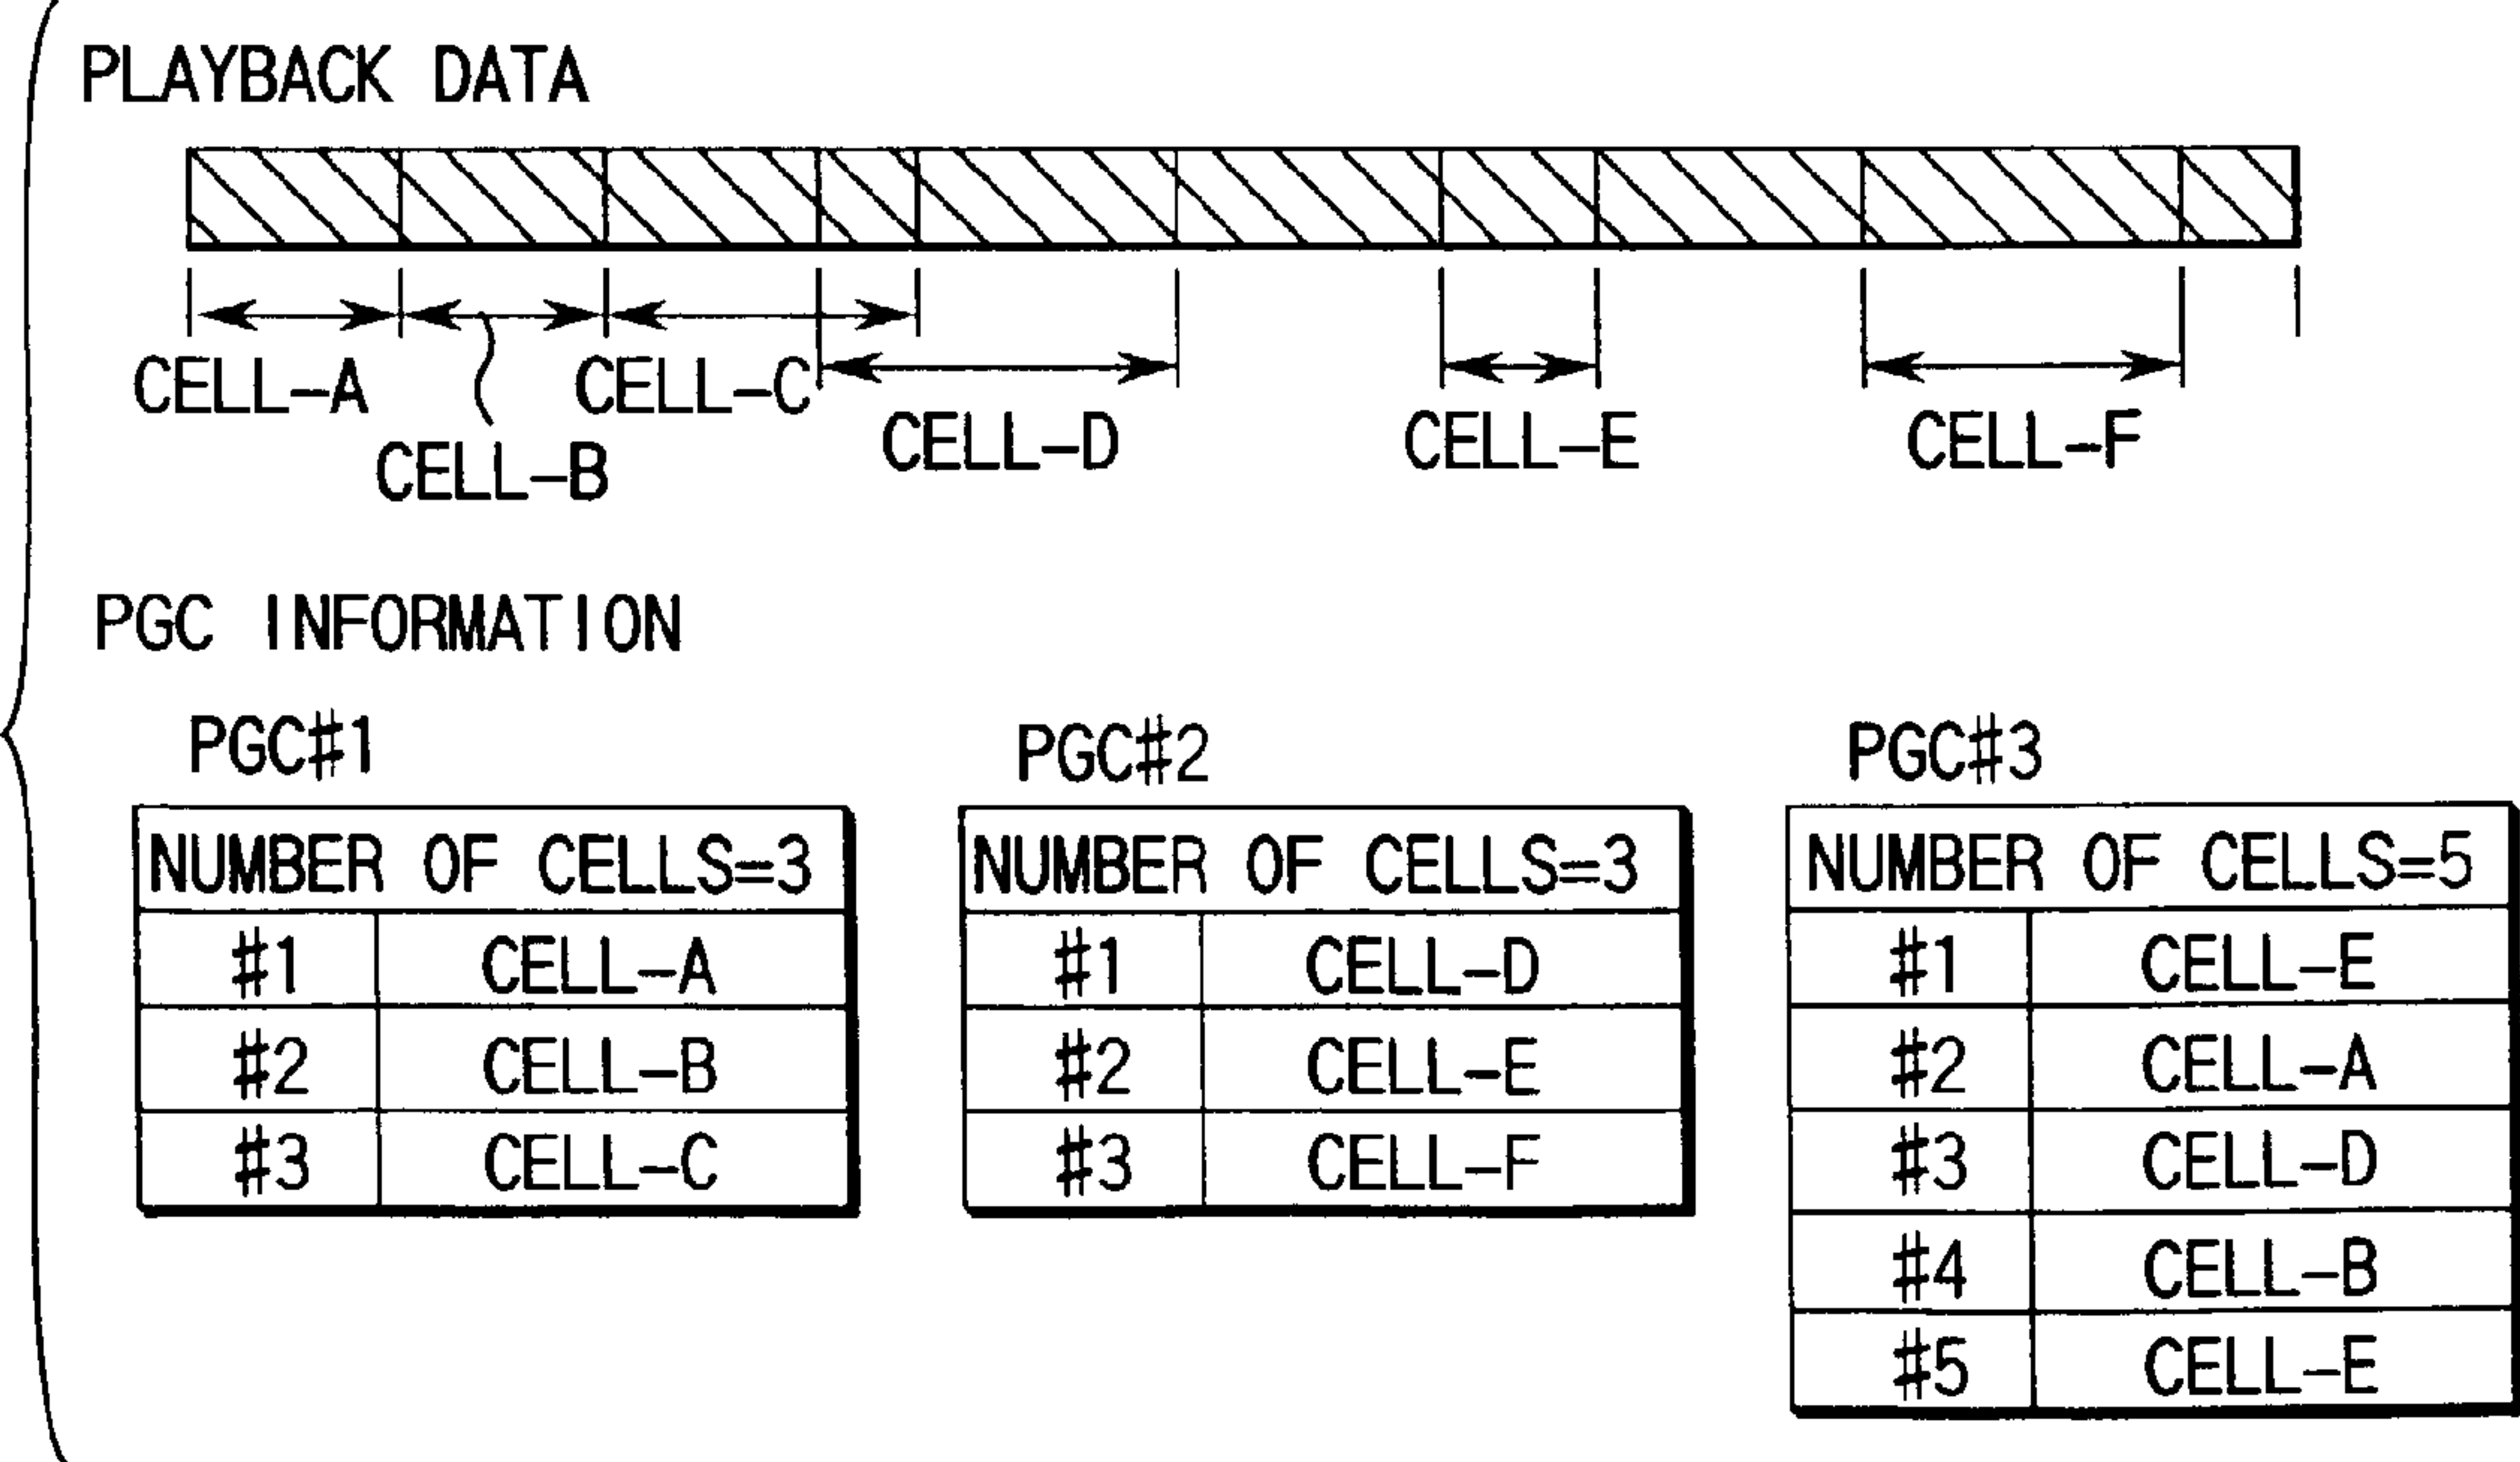 PLAYBACK DATA
CELL-A
CELL-B
CELL-C
CELL-D
CELL-E
CELL-F
PGC INFORMATION
PGC#1
NUMBER OF CELLS=3
#1 CELL-A
#2 CELL-B
#3 CELL-C
PGC#2
NUMBER OF CELLS=3
#1 CELL-D
#2 CELL-E
#3 CELL-F
PGC#3
NUMBER OF CELLS=5
#1 CELL-E
#2 CELL-A
#3 CELL-D
#4 CELL-B
#5 CELL-E